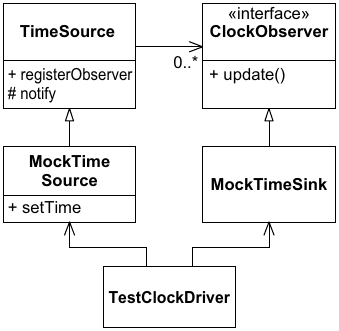 TimeSource
+ registerObserver
# notify
0..*
«interface»
ClockObserver
+ update()
MockTime
Source
+ setTime
MockTimeSink
TestClockDriver